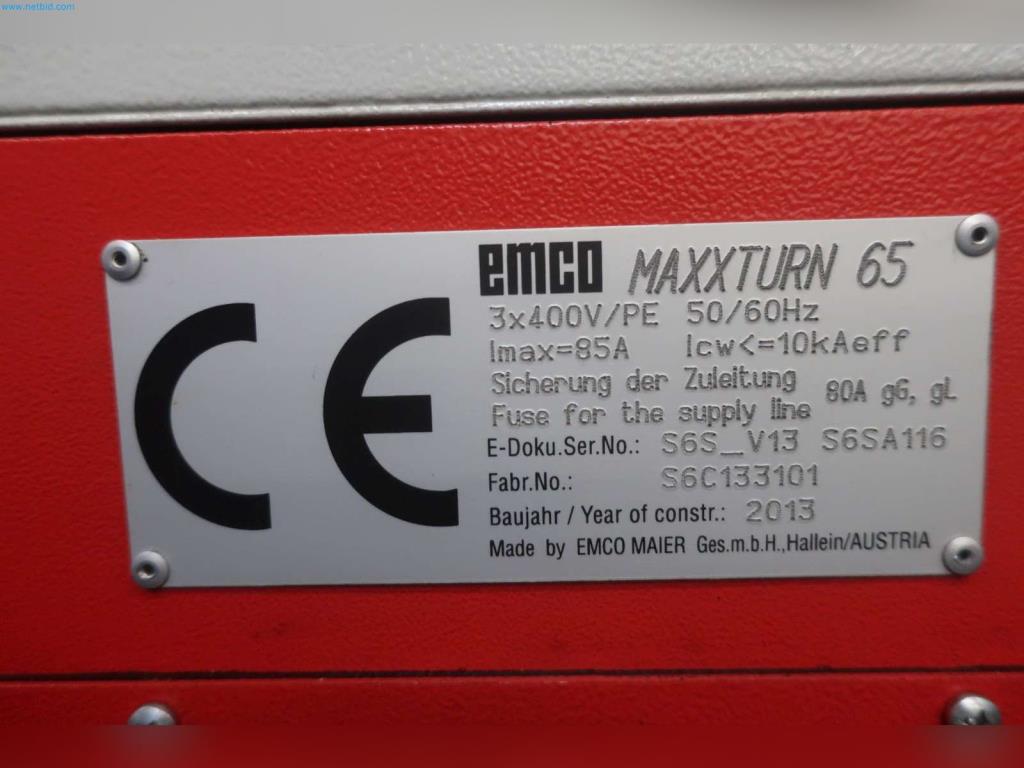 www.netbid.com
emco MAXXTURN 65
3x400V/PE 50/60Hz
Imax=85A Icw<=10kAeff
Sicherung der Zuleitung
Fuse for the supply line 80A gG, gL
E-Doku.Ser.No.: S6S_V13 S6SA116
Fabr.No.: S6C133101
Baujahr / Year of constr.: 2013
Made by EMCO MAIER Ges.m.b.H.,Hallein/AUSTRIA
CE